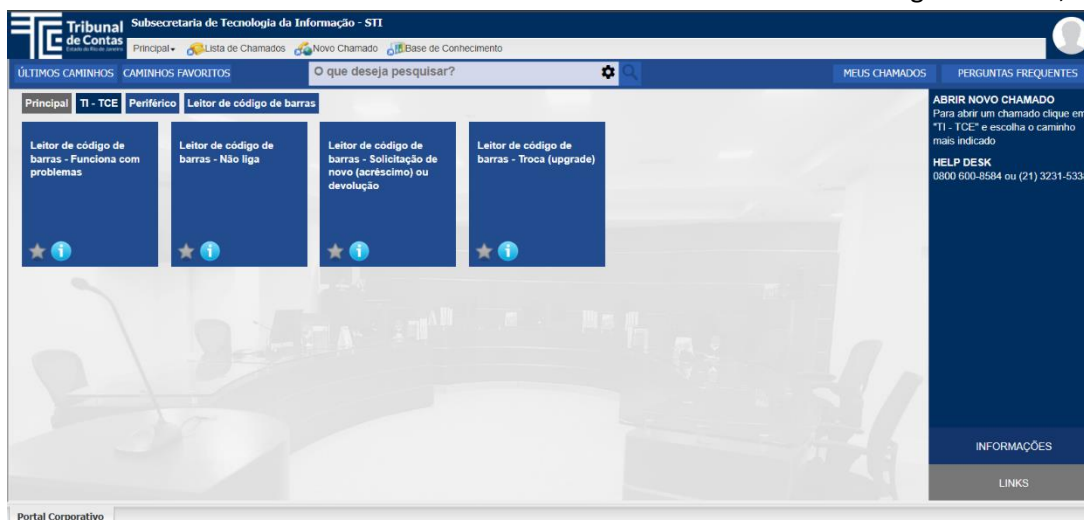 Tribunal
de Contas
Estado do Rio de Janeiro
Subsecretaria de Tecnologia da Informação - STI
Principal Lista de Chamados Novo Chamado Base de Conhecimento
ÚLTIMOS CAMINHOS CAMINHOS FAVORITOS O que deseja pesquisar? MEUS CHAMADOS PERGUNTAS FREQUENTES
Principal TI - TCE Periférico Leitor de código de barras
Leitor de código de
barras - Funciona com
problemas
Leitor de código de
barras - Não liga
Leitor de código de
barras - Solicitação de
novo (acréscimo) ou
devolução
Leitor de código de
barras - Troca (upgrade)
ABRIR NOVO CHAMADO
Para abrir um chamado clique em
"TI - TCE" e escolha o caminho
mais indicado
HELP DESK
0800 600-8584 ou (21) 3231-533
INFORMAÇÕES
LINKS
Portal Corporativo